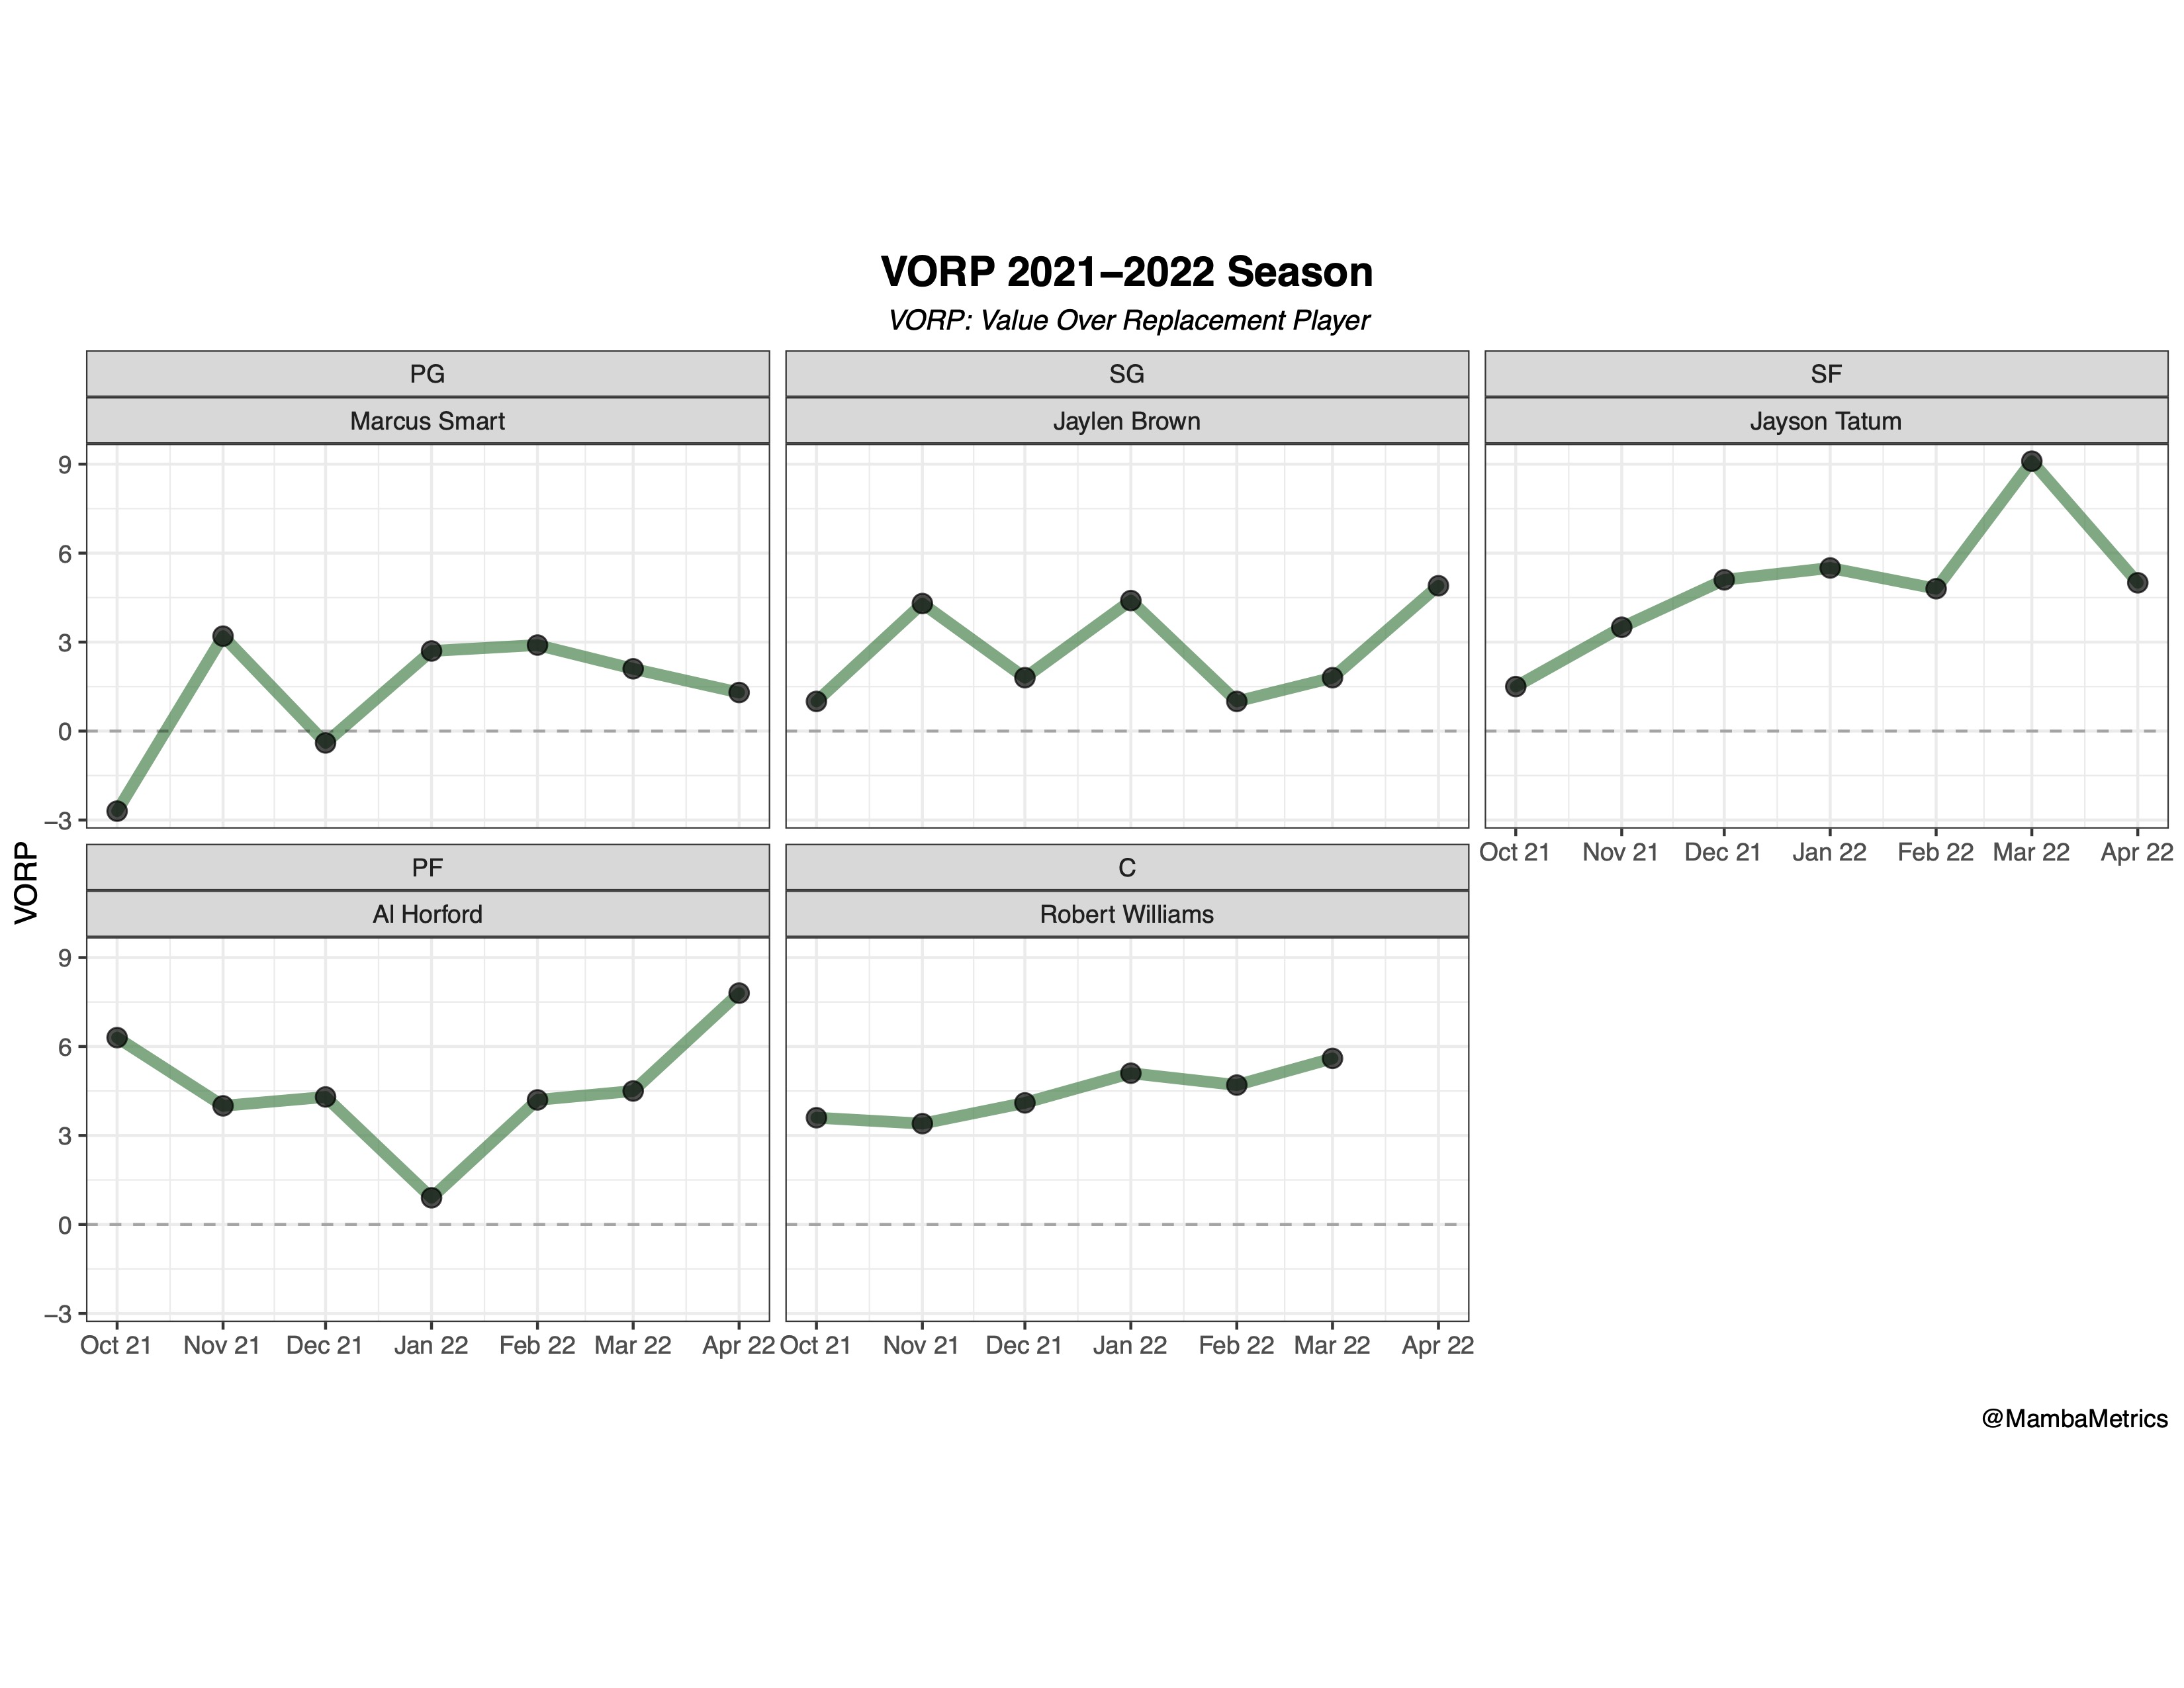 VORP 2021–2022 Season
VORP: Value Over Replacement Player
PG
SG
SF
Marcus Smart
Jaylen Brown
Jayson Tatum
9
6
3
0
−3
Oct 21 Nov 21 Dec 21 Jan 22 Feb 22 Mar 22 Apr 22
VORP
PF
C
Al Horford
Robert Williams
9
6
3
0
−3
Oct 21 Nov 21 Dec 21 Jan 22 Feb 22 Mar 22 Apr 22
Oct 21 Nov 21 Dec 21 Jan 22 Feb 22 Mar 22 Apr 22
@MambaMetrics